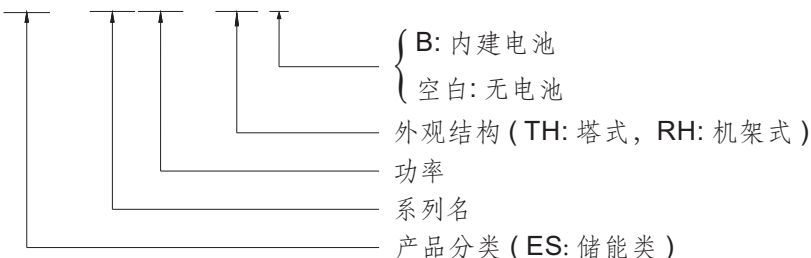 B: 内建电池
空白: 无电池
外观结构 ( TH: 塔式，RH: 机架式 )
功率
系列名
产品分类 ( ES: 储能类 )